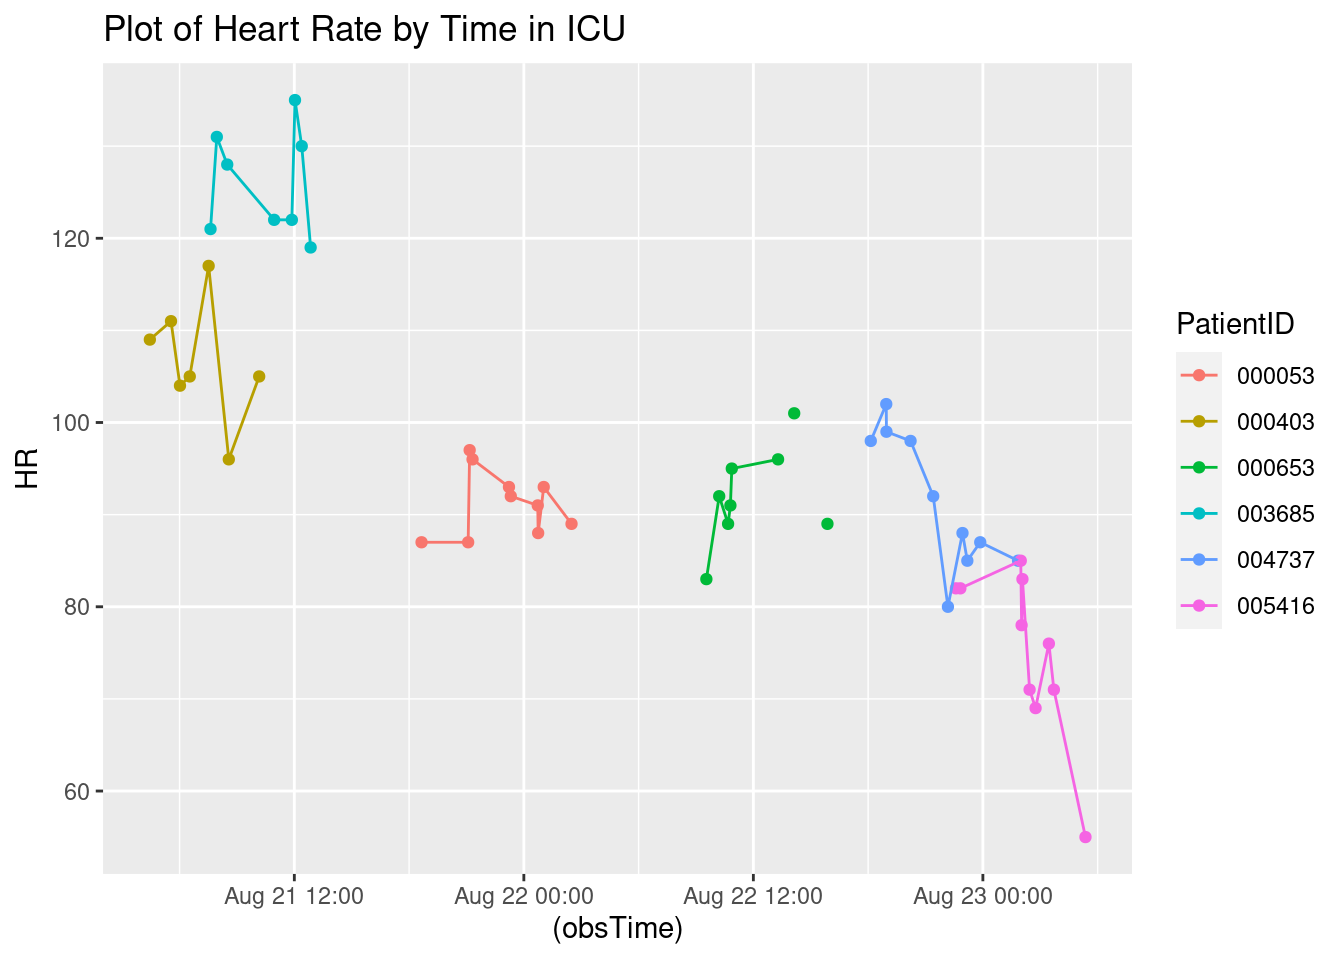 Plot of Heart Rate by Time in ICU
HR
120
100
80
60
Aug 21 12:00 Aug 22 00:00 Aug 22 12:00 Aug 23 00:00
(obsTime)
PatientID
000053
000403
000653
003685
004737
005416